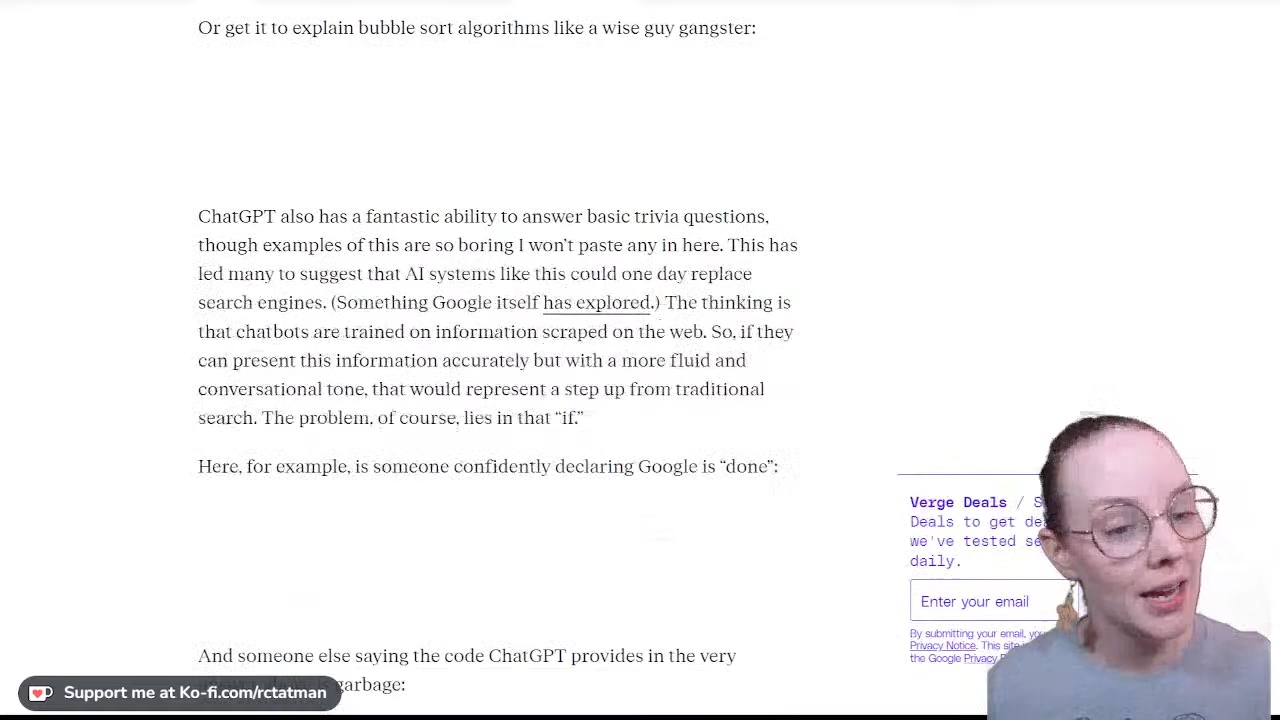 Or get it to explain bubble sort algorithms like a wise guy gangster:
ChatGPT also has a fantastic ability to answer basic trivia questions,
though examples of this are so boring I won't paste any in here. This has
led many to suggest that AI systems like this could one day replace
search engines. (Something Google itself has explored.) The thinking is
that chatbots are trained on information scraped on the web. So, if they
can present this information accurately but with a more fluid and
conversational tone, that would represent a step up from traditional
search. The problem, of course, lies in that “if.”
Here, for example, is someone confidently declaring Google is “done”:
And someone else saying the code ChatGPT provides in the very
garbage:
Support me at Ko-fi.com/rctatman
Verge Deals / S
Deals to get de
we've tested se
daily.
Enter your email
By submitting your email, you
Privacy Notice. This site
the Google Privacy P